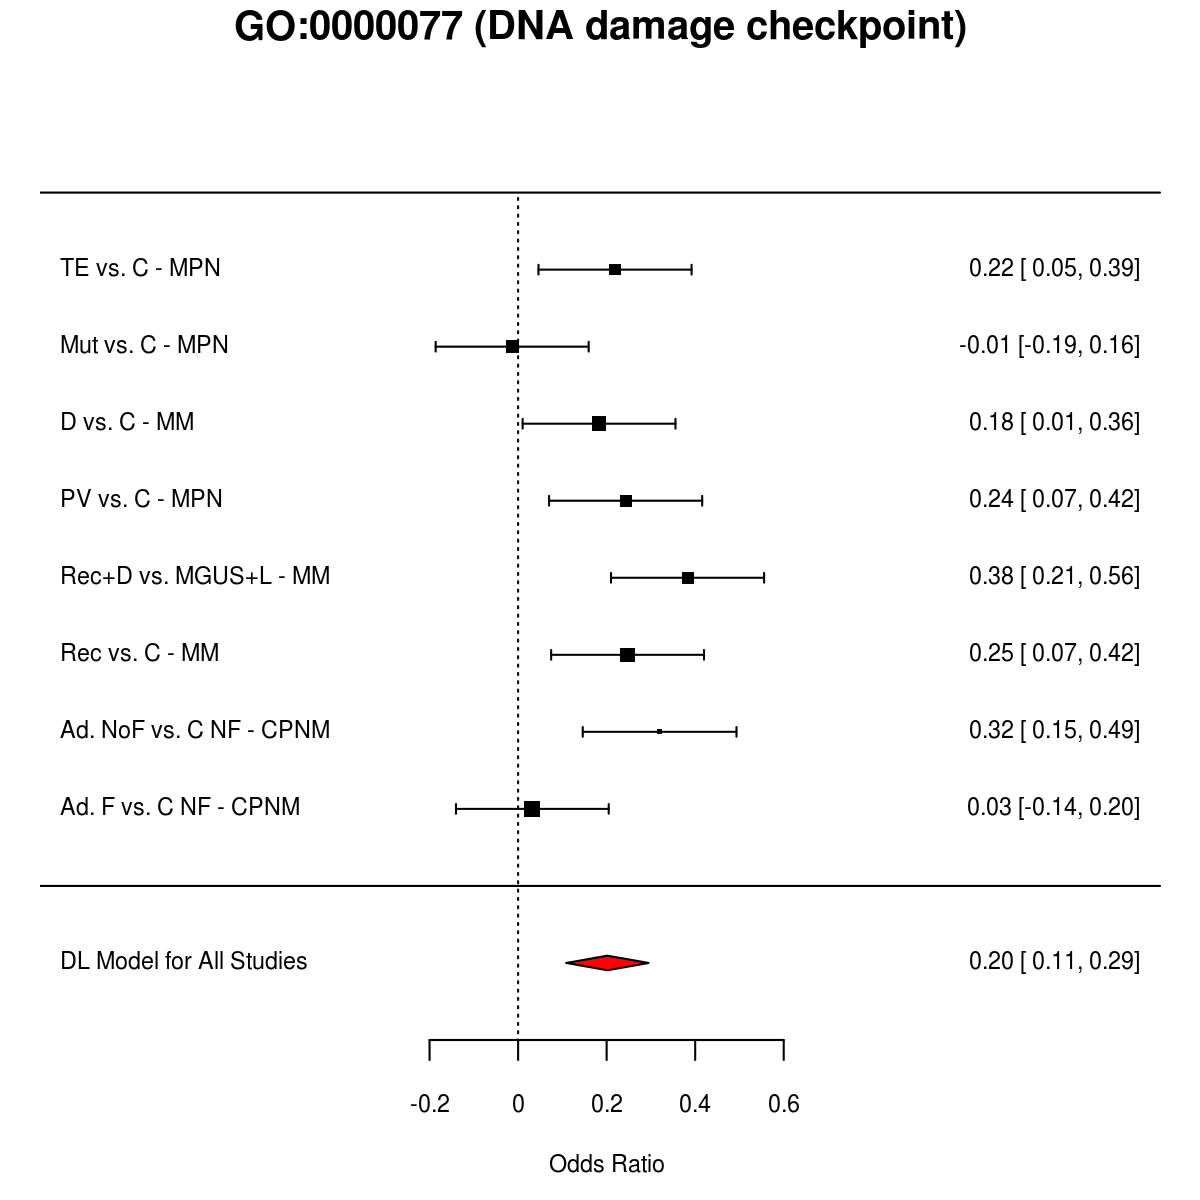 GO:0000077 (DNA damage checkpoint)
TE vs. C - MPN 0.22 [ 0.05, 0.39]
Mut vs. C - MPN -0.01 [-0.19, 0.16]
D vs. C - MM 0.18 [ 0.01, 0.36]
PV vs. C - MPN 0.24 [ 0.07, 0.42]
Rec+D vs. MGUS+L - MM 0.38 [ 0.21, 0.56]
Rec vs. C - MM 0.25 [ 0.07, 0.42]
Ad. NoF vs. C NF - CPNM 0.32 [ 0.15, 0.49]
Ad. F vs. C NF - CPNM 0.03 [-0.14, 0.20]
DL Model for All Studies 0.20 [ 0.11, 0.29]
-0.2 0 0.2 0.4 0.6
Odds Ratio